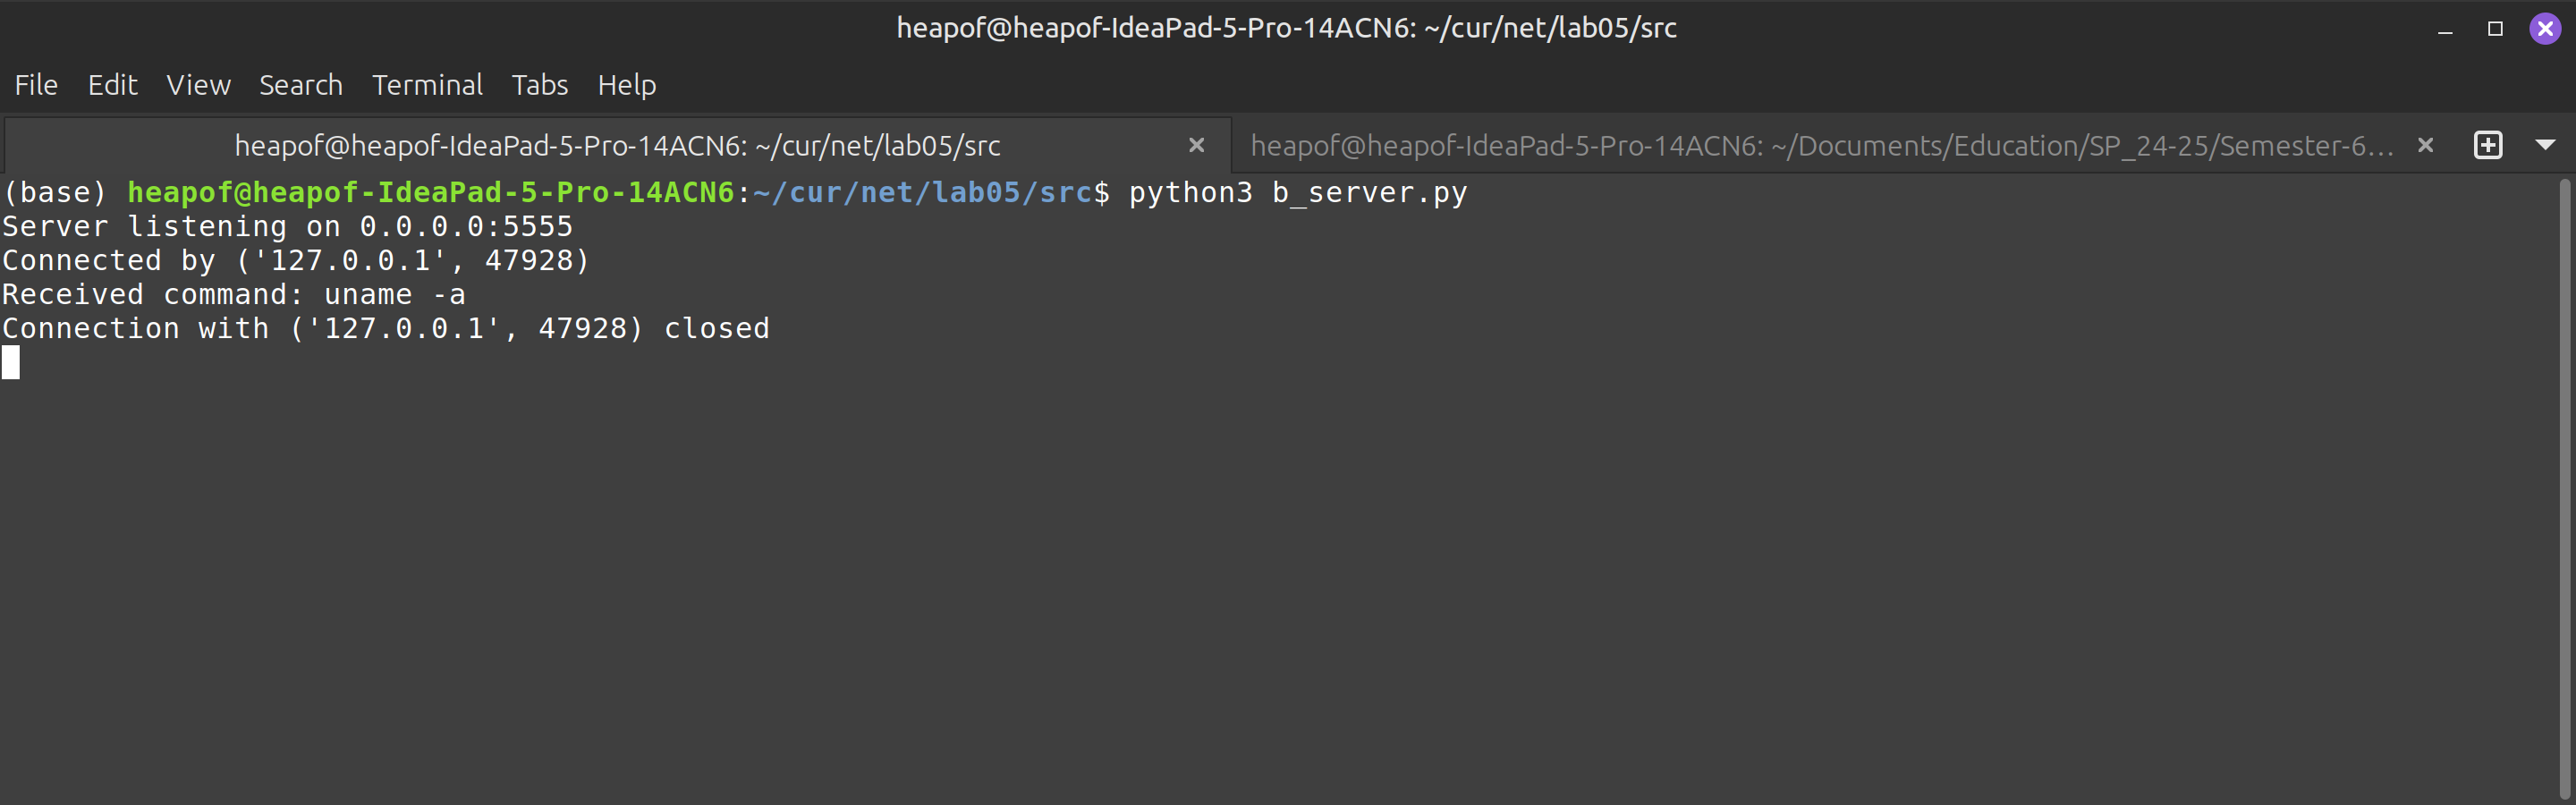 heapof@heapof-IdeaPad-5-Pro-14ACN6: ~/cur/net/lab05/src
File Edit View Search Terminal Tabs Help
heapof@heapof-IdeaPad-5-Pro-14ACN6: ~/cur/net/lab05/src heapof@heapof-IdeaPad-5-Pro-14ACN6: ~/Documents/Education/SP_24-25/Semester-6...
(base) heapof@heapof-IdeaPad-5-Pro-14ACN6:~/cur/net/lab05/src$ python3 b_server.py
Server listening on 0.0.0.0:5555
Connected by ('127.0.0.1', 47928)
Received command: uname -a
Connection with ('127.0.0.1', 47928) closed